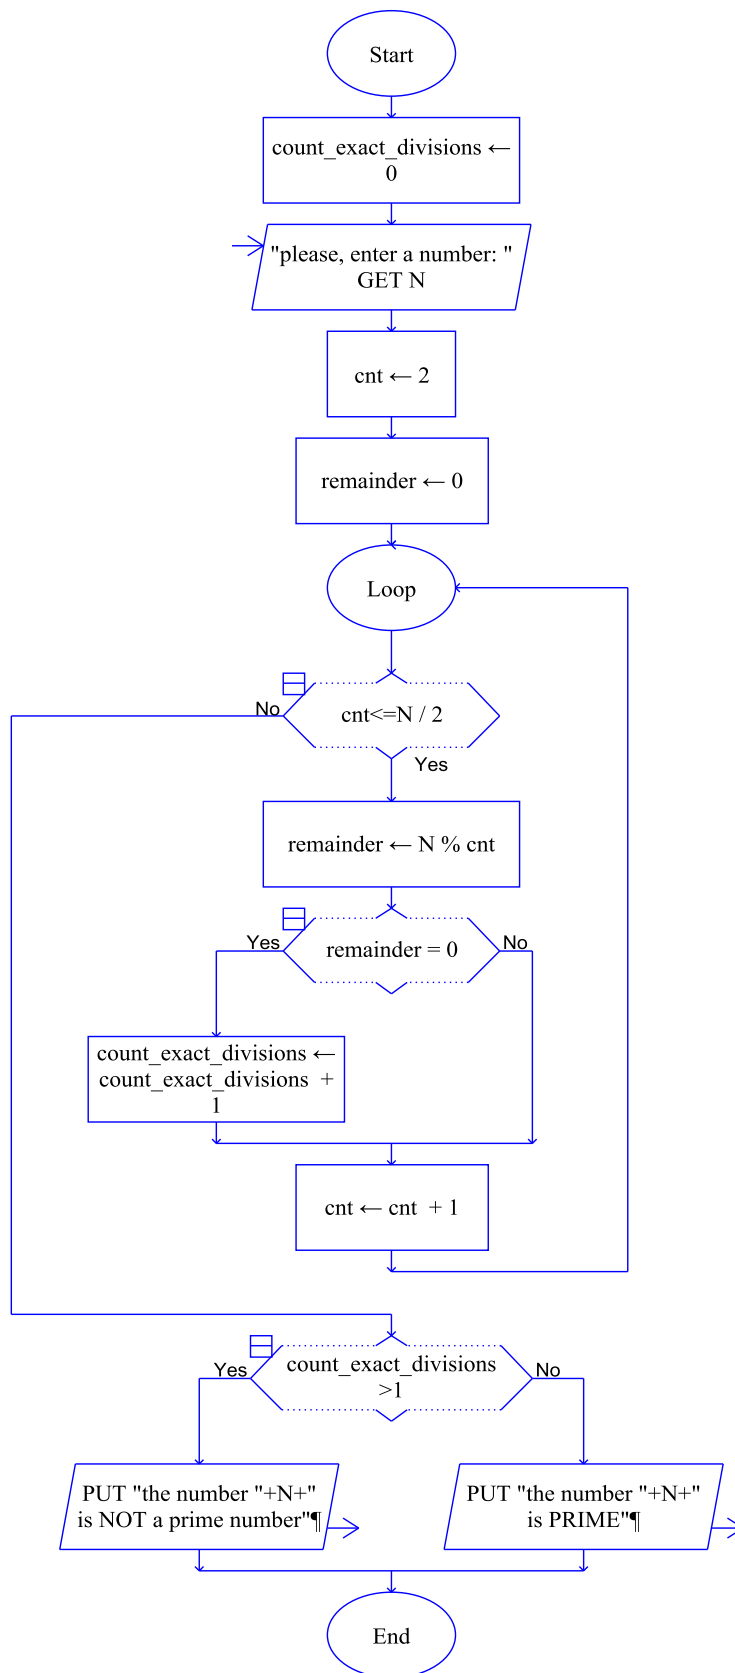 Start
count_exact_divisions ←
0
"please, enter a number: "
GET N
cnt ← 2
remainder ← 0
Loop
No
cnt<=N / 2
Yes
remainder ← N % cnt
Yes
remainder = 0
No
count_exact_divisions ←
count_exact_divisions +
1
cnt ← cnt + 1
Yes
count_exact_divisions
>1
No
PUT "the number "+N+"
is NOT a prime number"¶
PUT "the number "+N+"
is PRIME"¶
End